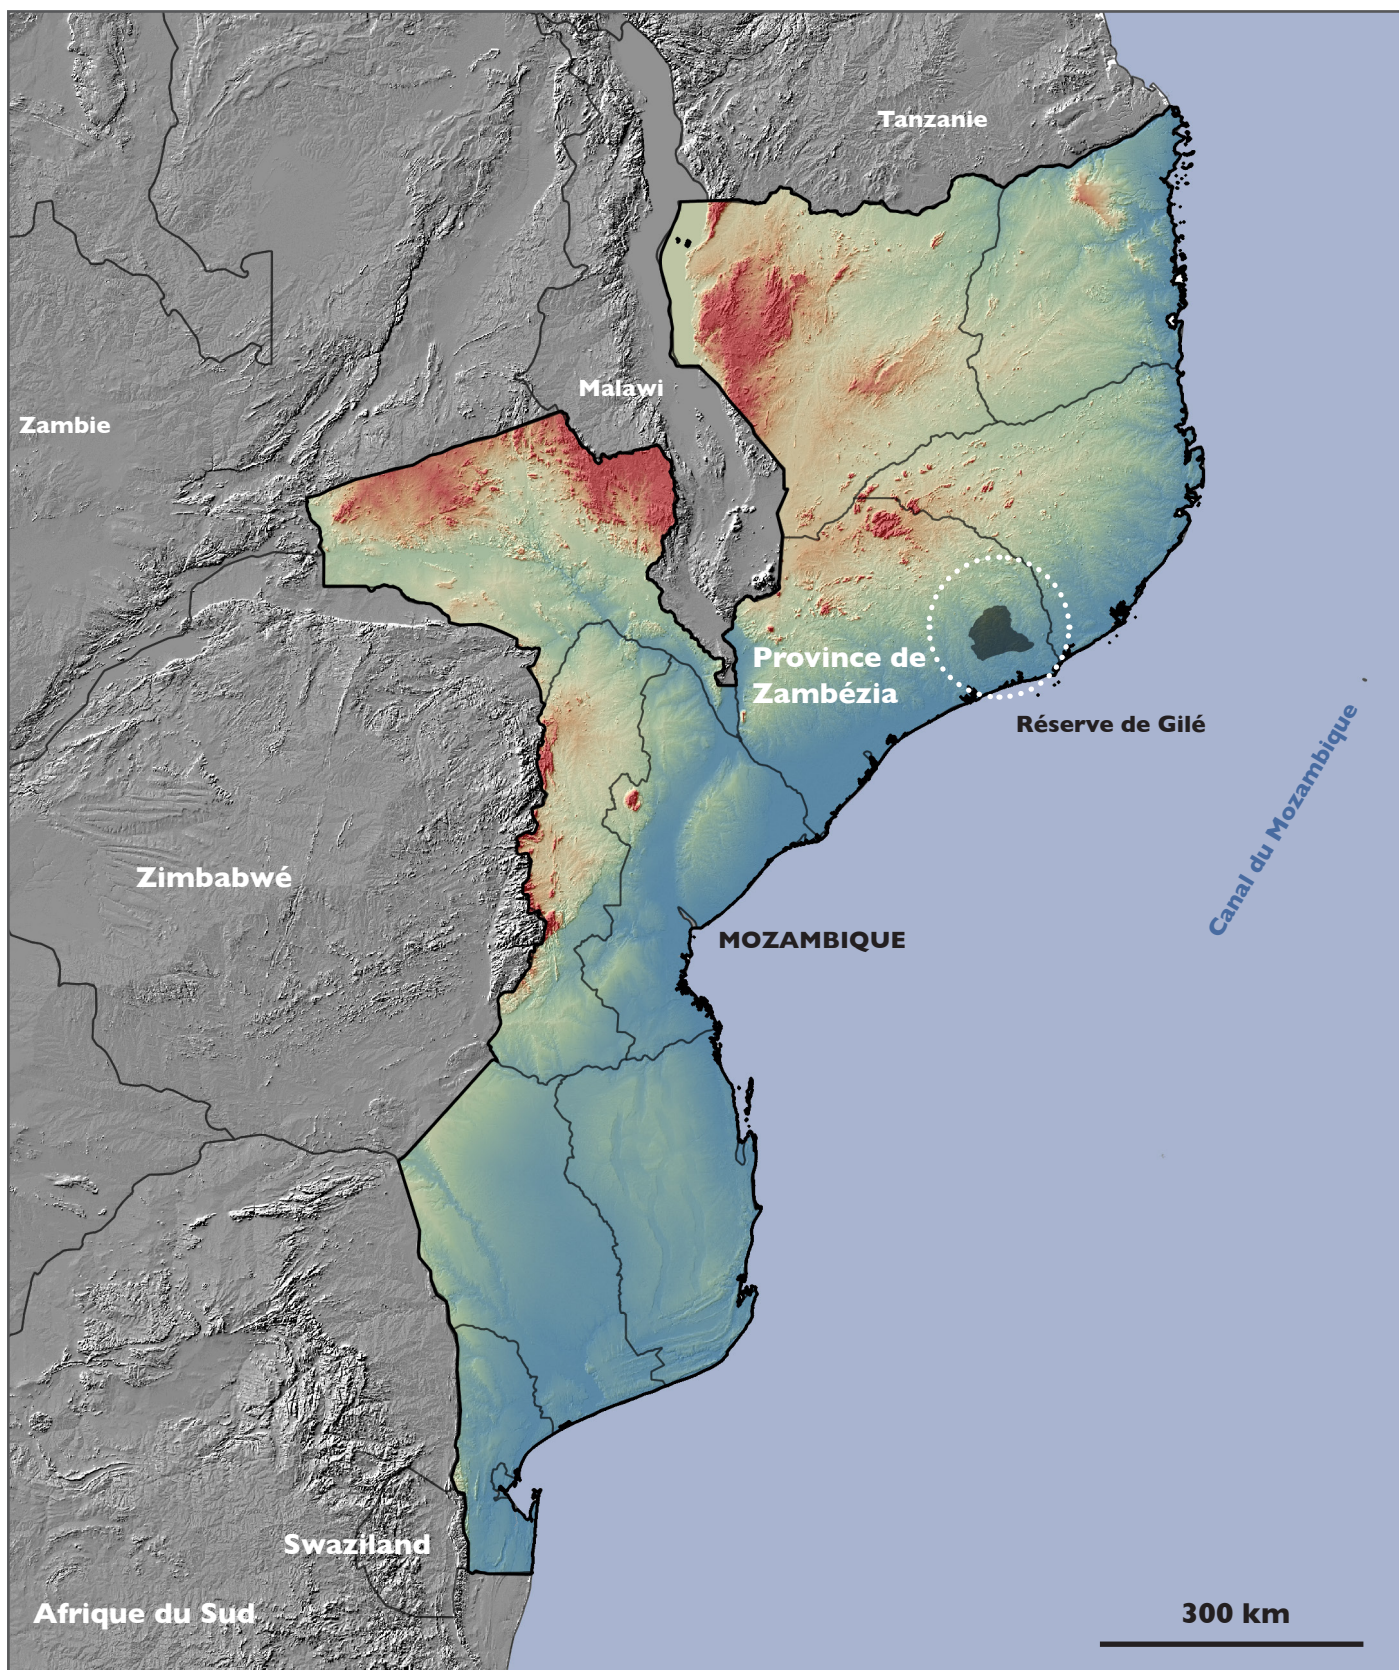 Tanzanie
Malawi
Zambie
Province de
Zambézia
Réserve de Gilé
Canal du Mozambique
Zimbabwé
MOZAMBIQUE
Swaziland
Afrique du Sud
300 km